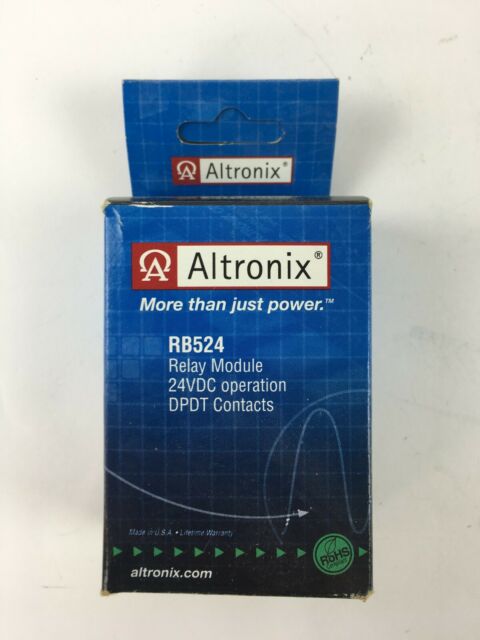 Altronix®
Altronix®
More than just power.™
RB524
Relay Module
24VDC operation
DPDT Contacts
Made in U.S.A. • Lifetime Warranty
RoHS
altronix.com